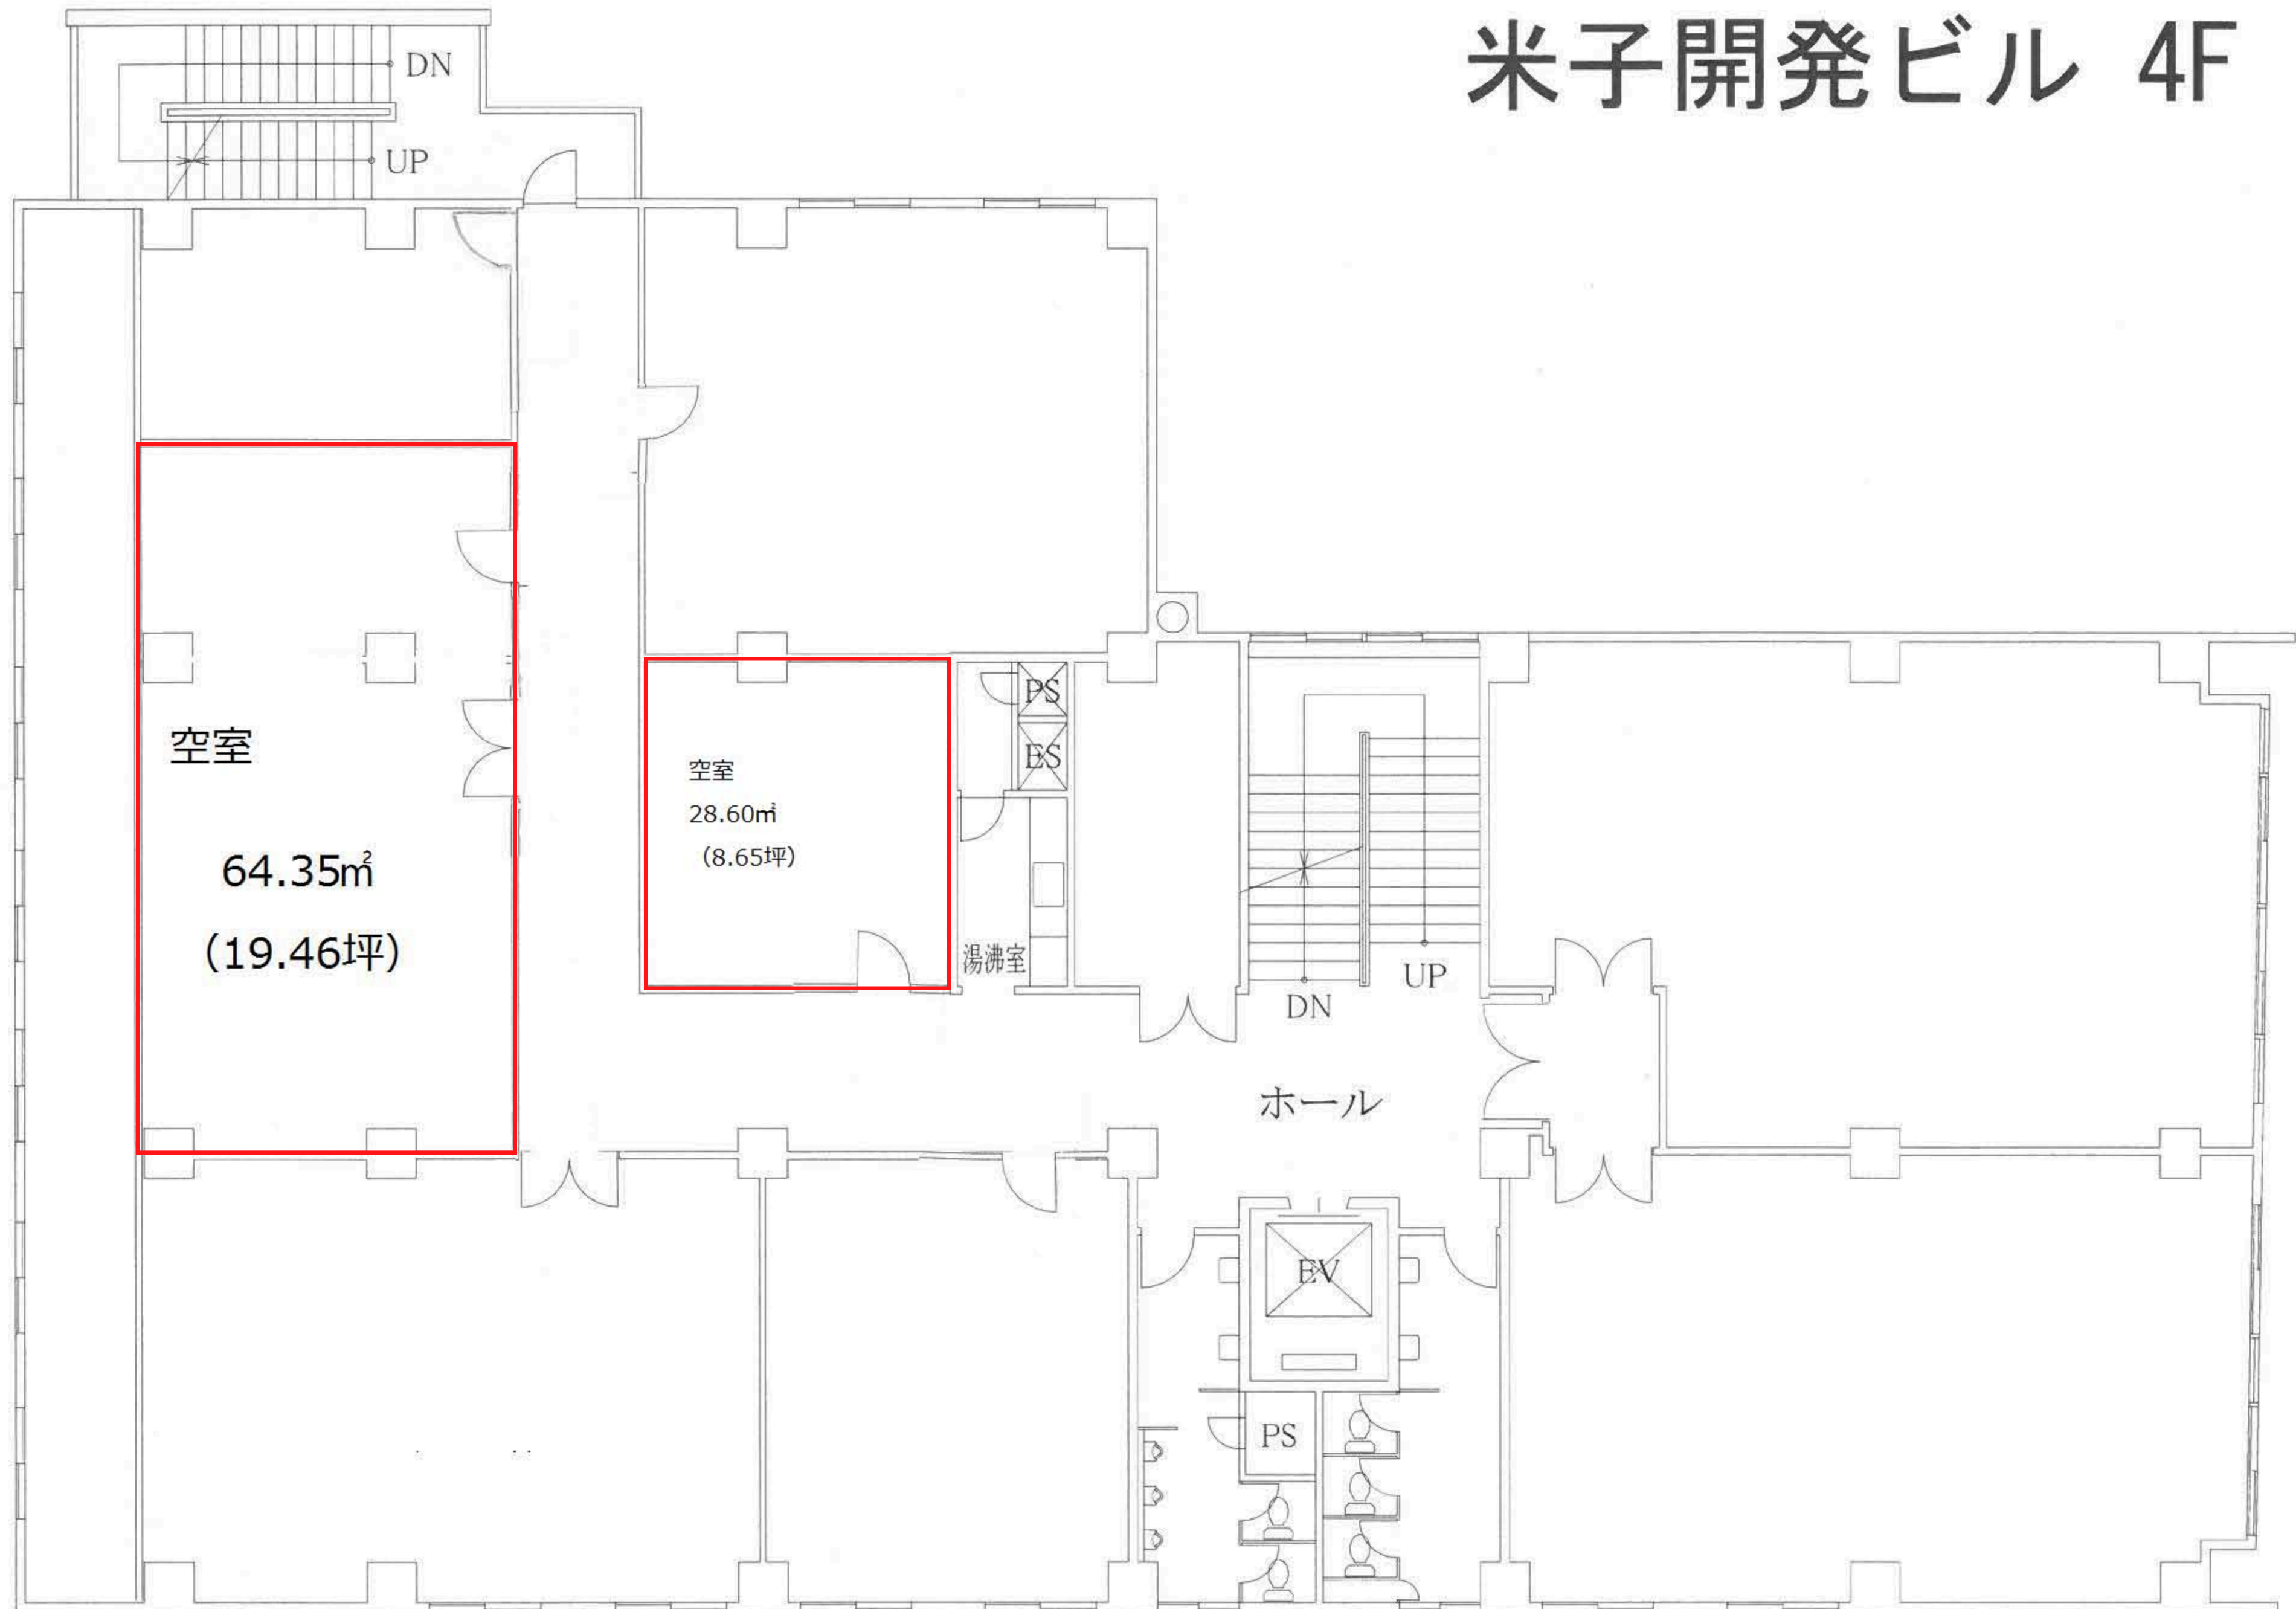 米子開発ビル 4F
DN
UP
空室
64.35㎡
(19.46坪)
空室
28.60㎡
(8.65坪)
PS
ES
湯沸室
DN
UP
ホール
EV
PS